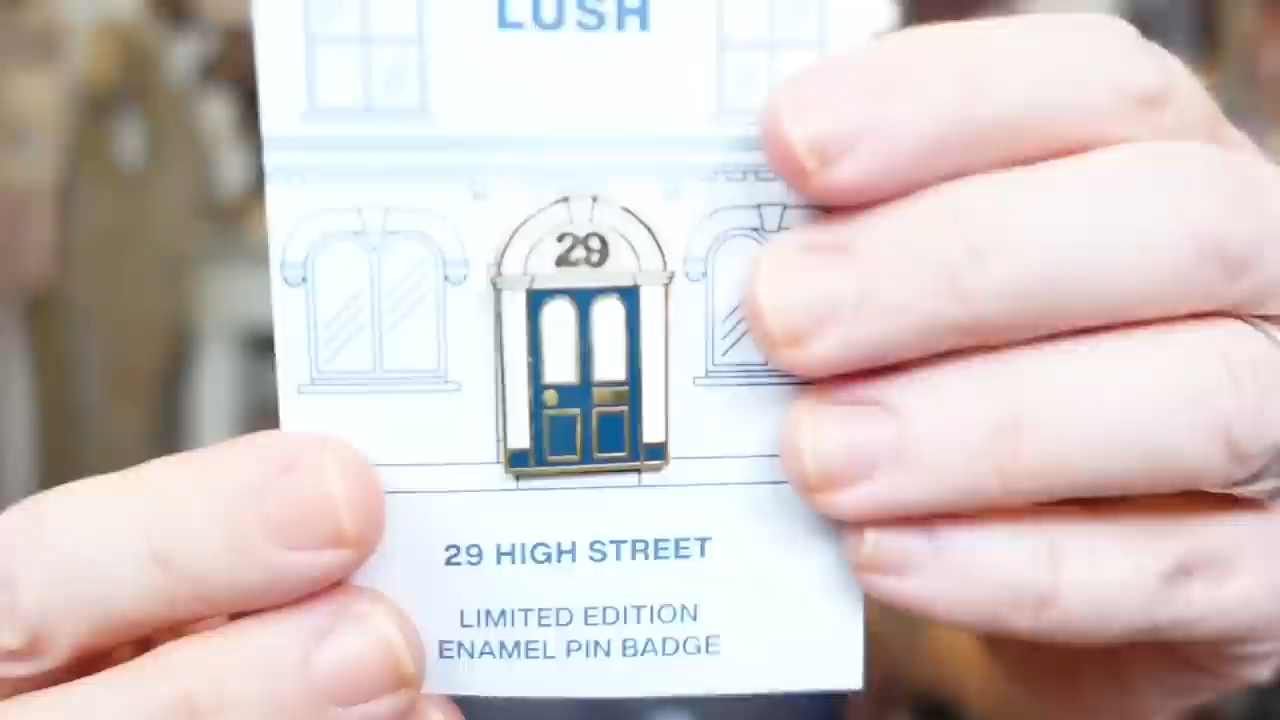 LUSH
29
29 HIGH STREET
LIMITED EDITION
ENAMEL PIN BADGE